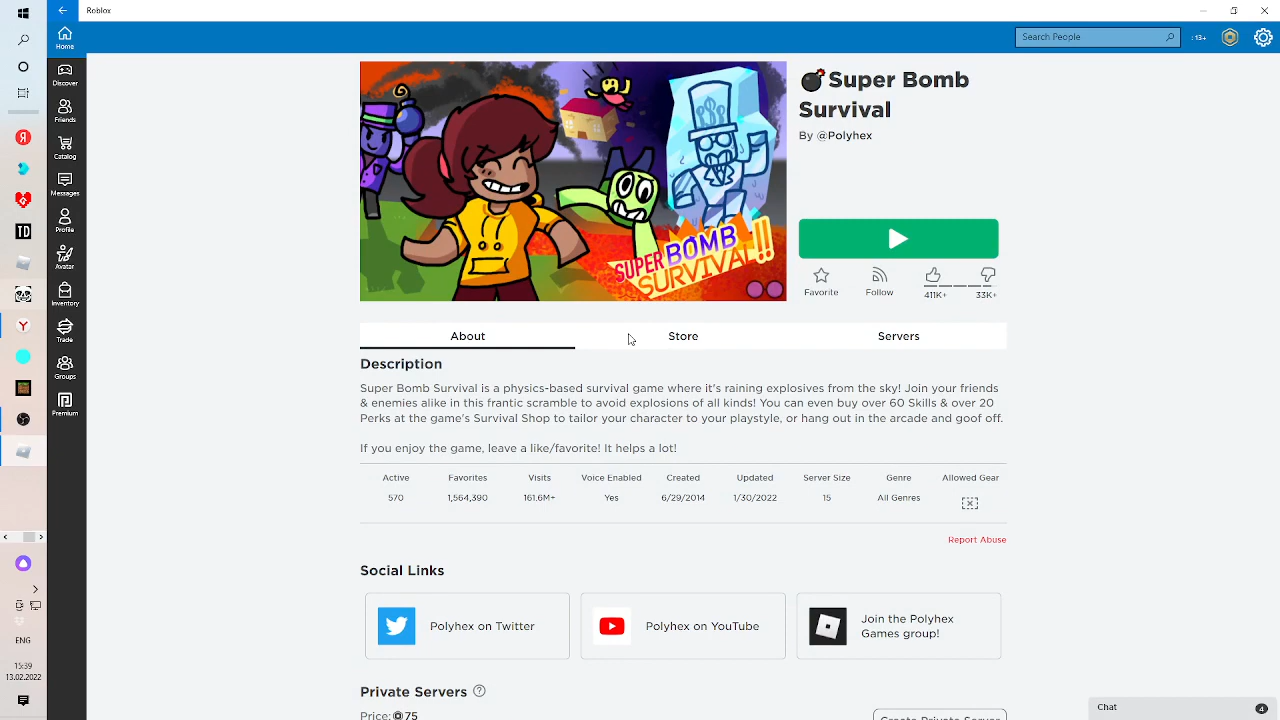 Roblox
Home
Search People
13+
Discover
Friends
Catalog
Messages
Profile
Avatar
Inventory
Trade
Groups
Premium
Я
TD
Y
ENG
15:39
13.02.2022
SUPER BOMB
SURVIVAL!!
Super Bomb
Survival
By @Polyhex
Favorite
Follow
411K+
33K+
About
Store
Servers
Description
Super Bomb Survival is a physics-based survival game where it's raining explosives from the sky! Join your friends
& enemies alike in this frantic scramble to avoid explosions of all kinds! You can even buy over 60 Skills & over 20
Perks at the game's Survival Shop to tailor your character to your playstyle, or hang out in the arcade and goof off.
If you enjoy the game, leave a like/favorite! It helps a lot!
Active Favorites Visits Voice Enabled Created Updated Server Size Genre Allowed Gear
570 1,564,390 161.6M+ Yes 6/29/2014 1/30/2022 15 All Genres
Report Abuse
Social Links
Polyhex on Twitter
Polyhex on YouTube
Join the Polyhex
Games group!
Private Servers
Price: 75
Create Private Server
Chat 4